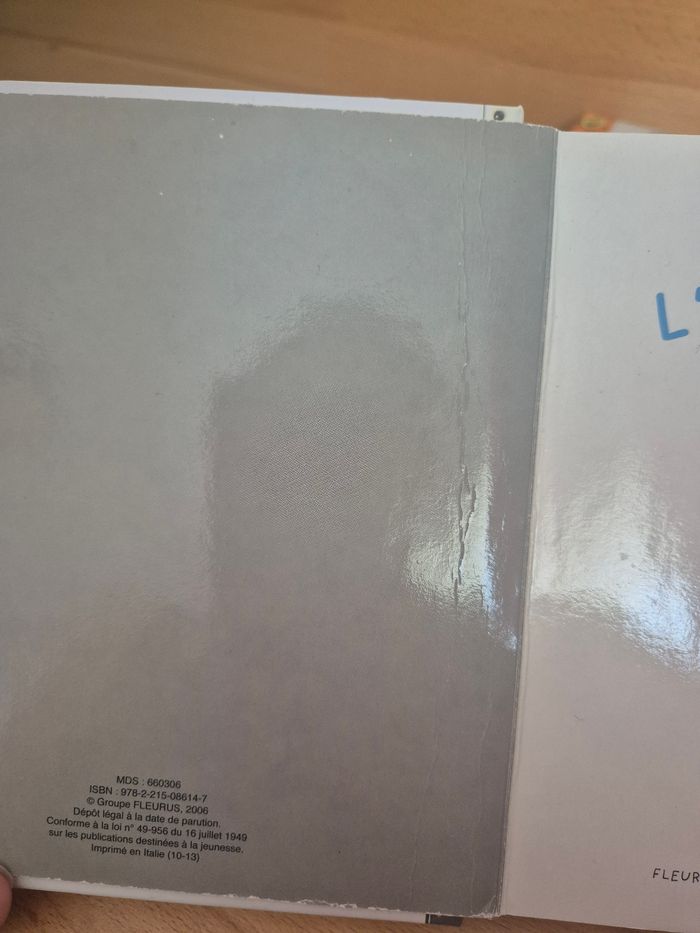 MDS : 660306
ISBN : 978-2-215-08614-7
© Groupe FLEURUS, 2006
Dépôt légal à la date de parution.
Conforme à la loi n° 49-956 du 16 juillet 1949
sur les publications destinées à la jeunesse.
Imprimé en Italie (10-13)
L'
FLEUR